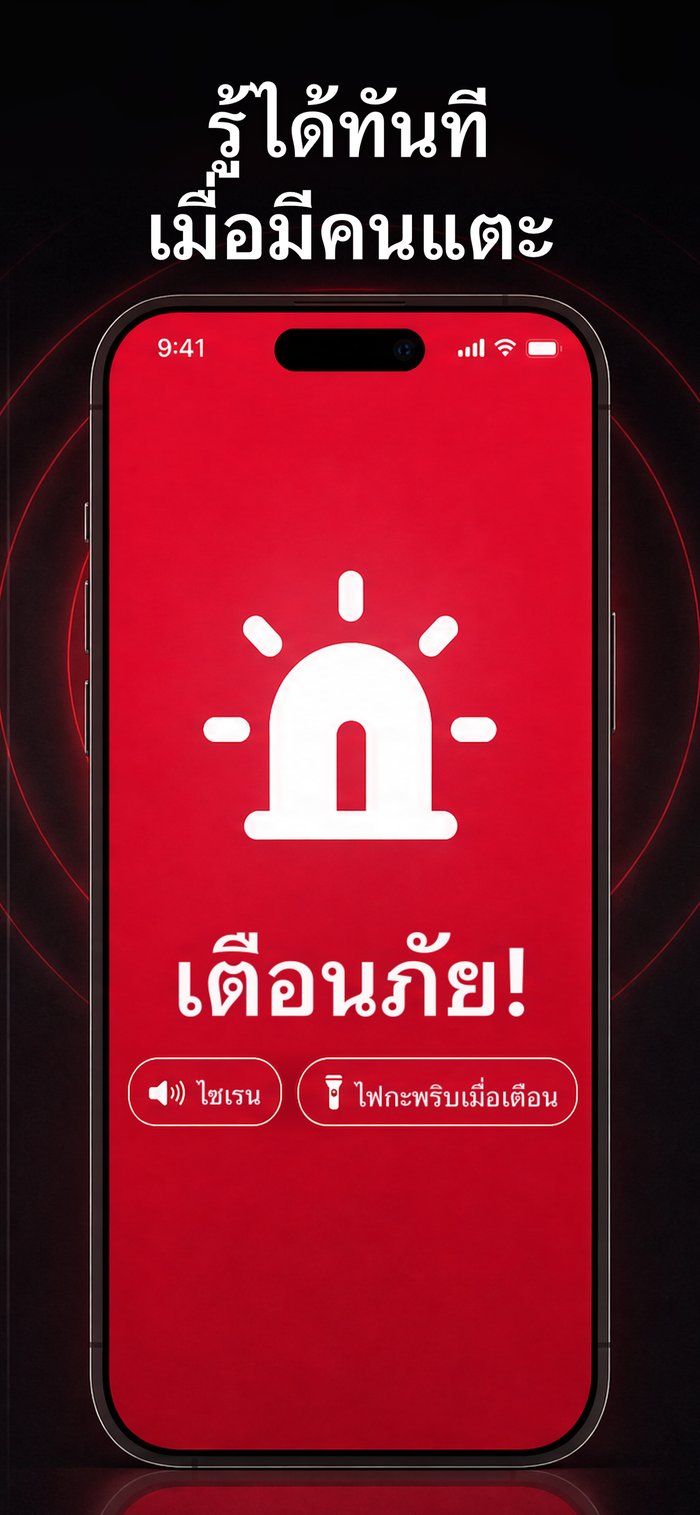 รู้ได้ทันที
เมื่อมีคนแตะ
9:41
เตือนภัย!
ไซเรน
ไฟกะพริบเมื่อเตือน